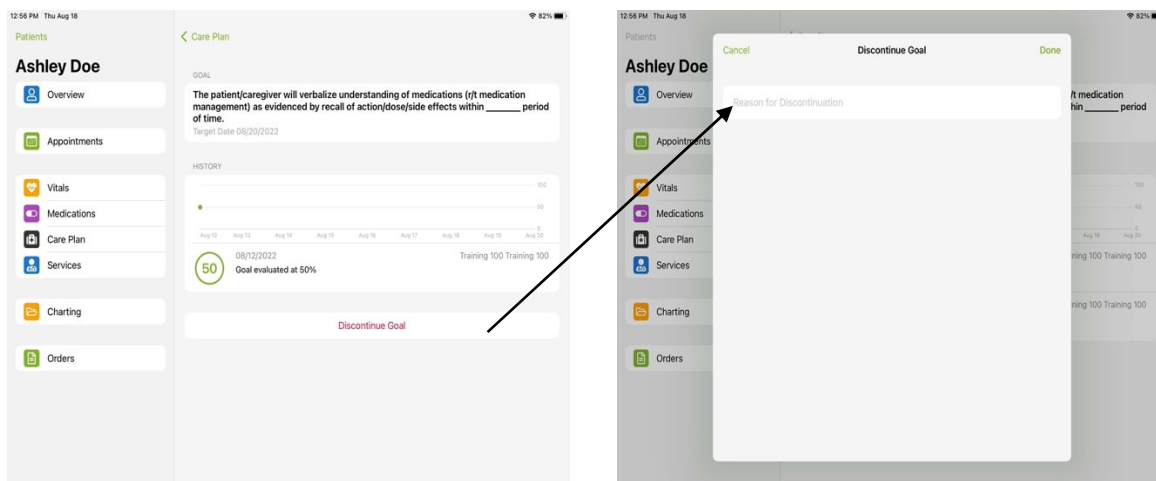 12:56 PM Thu Aug 18
82%
Patients
Ashley Doe
Overview
Appointments
Vitals
Medications
Care Plan
Services
Charting
Orders
Care Plan
GOAL
The patient/caregiver will verbalize understanding of medications (r/t medication
management) as evidenced by recall of action/dose/side effects within _______ period
of time.
Target Date 08/20/2022
HISTORY
100
50
0
Aug 12 Aug 13 Aug 14 Aug 15 Aug 16 Aug 17 Aug 18 Aug 19 Aug 20
50
08/12/2022
Training 100 Training 100
Goal evaluated at 50%
Discontinue Goal
12:56 PM Thu Aug 18
82%
Patients
Ashley Doe
Overview
Appointments
Vitals
Medications
Care Plan
Services
Charting
Orders
Cancel
Discontinue Goal
Done
Reason for Discontinuation
/t medication
hin ______ period
100
50
0
Aug 19 Aug 20
ning 100 Training 100
ning 100 Training 100